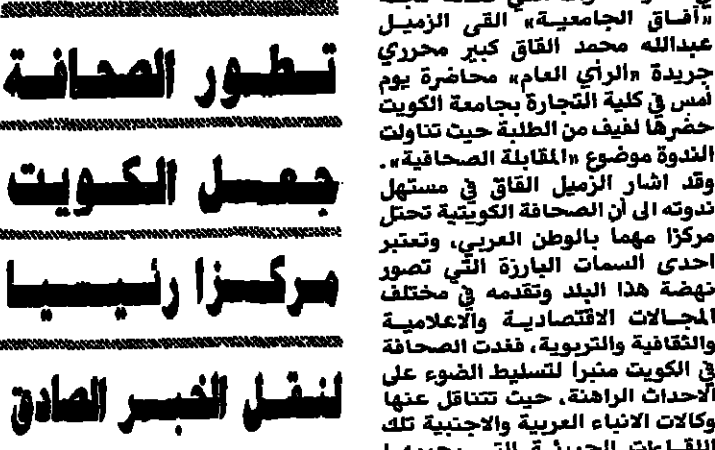 تطور الصحافة
جعل الكويت
مركزا رئيسيا
لنقل الخبر الصادق
«أفاق الجامعية» القى الزميل
عبدالله محمد القاق كبير محرري
جريدة «الرأي العام» محاضرة يوم
أمس في كلية التجارة بجامعة الكويت
حضرها لفيف من الطلبة حيث تناولت
الندوة موضوع «المقابلة الصحافية».
وقد اشار الزميل القاق في مستهل
ندوته الى أن الصحافة الكويتية تحتل
مركزا مهما بالوطن العربي، وتعتبر
احدى السمات البارزة التي تصور
نهضة هذا البلد وتقدمه في مختلف
المجالات الاقتصادية والاعلامية
والثقافية والتربوية، فغدت الصحافة
في الكويت منبرا لتسليط الضوء على
الاحداث الراهنة، حيث تتناقل عنها
وكالات الانباء العربية والاجنبية تلك